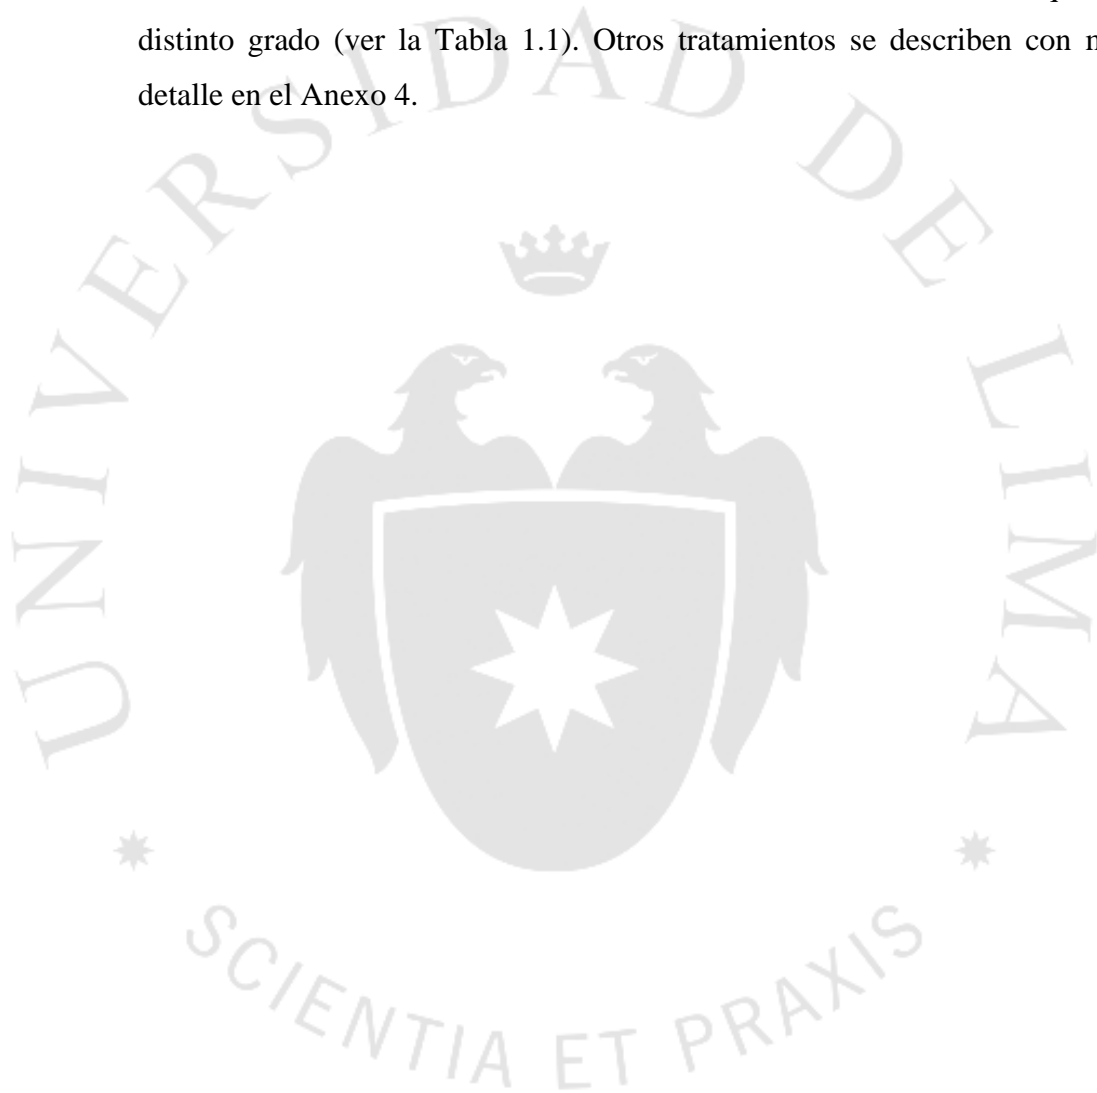 distinto grado (ver la Tabla 1.1). Otros tratamientos se describen con
detalle en el Anexo 4.
UNIVERSIDAD DE LIMA
SCIENTIA ET PRAXIS